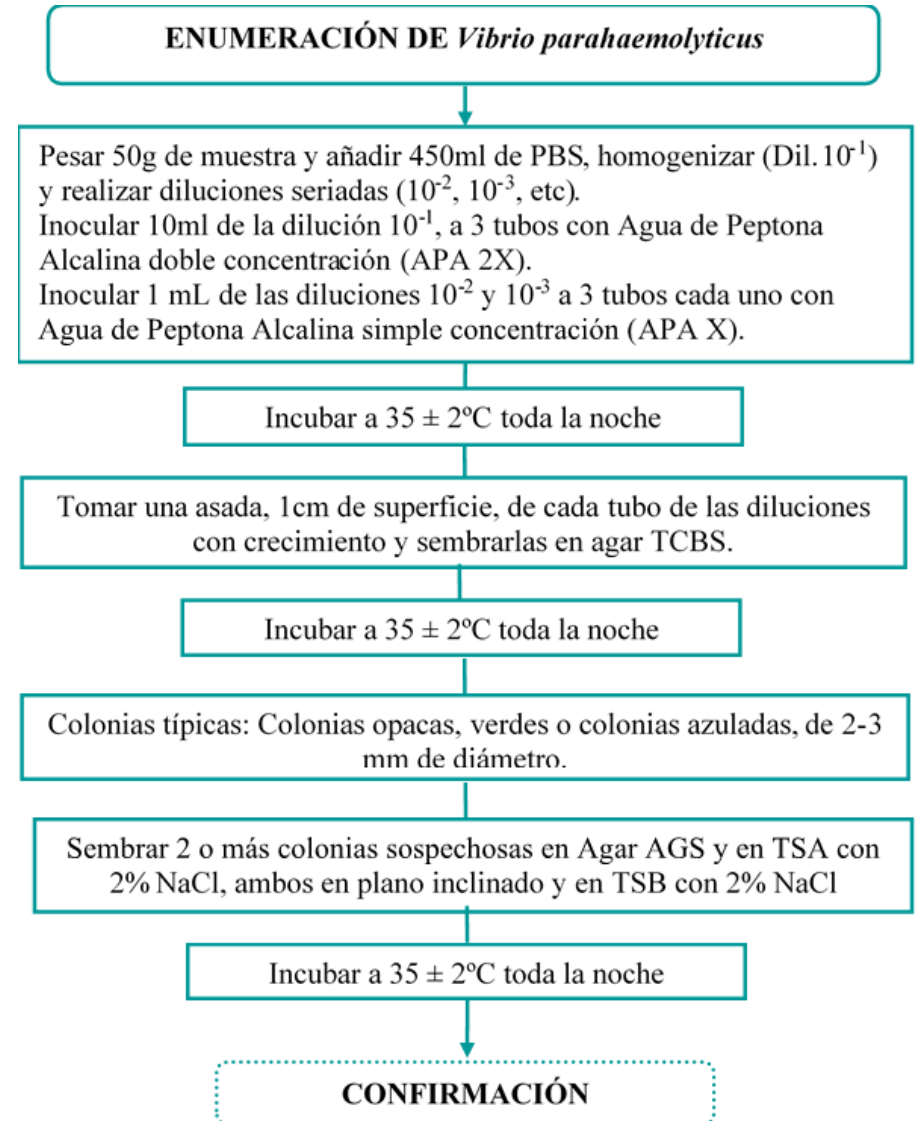 ENUMERACIÓN DE Vibrio parahaemolyticus
Pesar 50g de muestra y añadir 450ml de PBS, homogenizar (Dil. 10⁻¹)
y realizar diluciones seriadas (10⁻², 10⁻³, etc).
Inocular 10ml de la dilución 10⁻¹, a 3 tubos con Agua de Peptona
Alcalina doble concentración (APA 2X).
Inocular 1 mL de las diluciones 10⁻² y 10⁻³ a 3 tubos cada uno con
Agua de Peptona Alcalina simple concentración (APA X).
Incubar a 35 ± 2ºC toda la noche
Tomar una asada, 1cm de superficie, de cada tubo de las diluciones
con crecimiento y sembrarlas en agar TCBS.
Incubar a 35 ± 2ºC toda la noche
Colonias típicas: Colonias opacas, verdes o colonias azuladas, de 2-3
mm de diámetro.
Sembrar 2 o más colonias sospechosas en Agar AGS y en TSA con
2% NaCl, ambos en plano inclinado y en TSB con 2% NaCl
Incubar a 35 ± 2ºC toda la noche
CONFIRMACIÓN